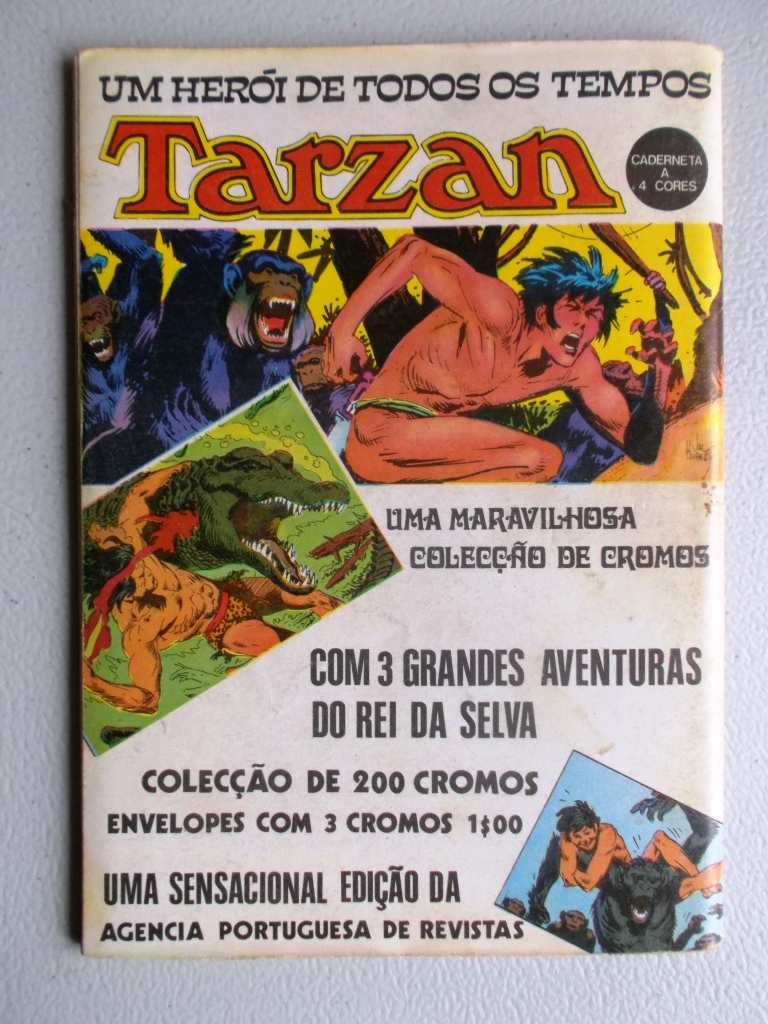 UM HERÓI DE TODOS OS TEMPOS
Tarzan
CADERNETA
A
4 CORES
UMA MARAVILHOSA
COLECÇÃO DE CROMOS
COM 3 GRANDES AVENTURAS
DO REI DA SELVA
COLECÇÃO DE 200 CROMOS
ENVELOPES COM 3 CROMOS 1$00
UMA SENSACIONAL EDIÇÃO DA
AGENCIA PORTUGUESA DE REVISTAS